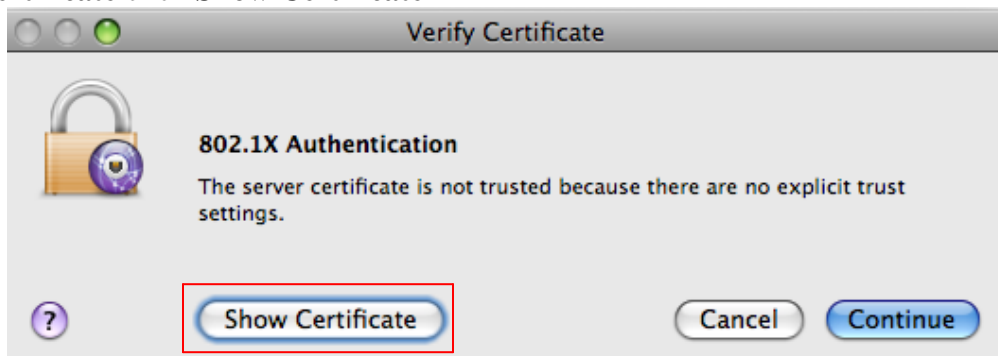 Verify Certificate
802.1X Authentication
The server certificate is not trusted because there are no explicit trust
settings.
?
Show Certificate
Cancel
Continue